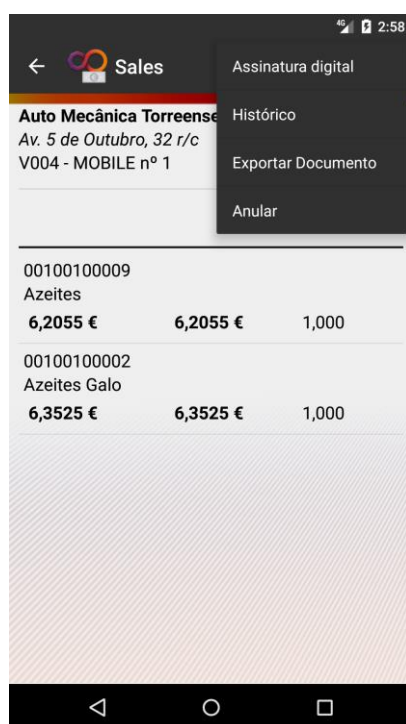 4G 2:58
Sales
Assinatura digital
Histórico
Exportar Documento
Anular
Auto Mecânica Torreense
Av. 5 de Outubro, 32 r/c
V004 - MOBILE nº 1
00100100009
Azeites
6,2055 € 6,2055 € 1,000
00100100002
Azeites Galo
6,3525 € 6,3525 € 1,000